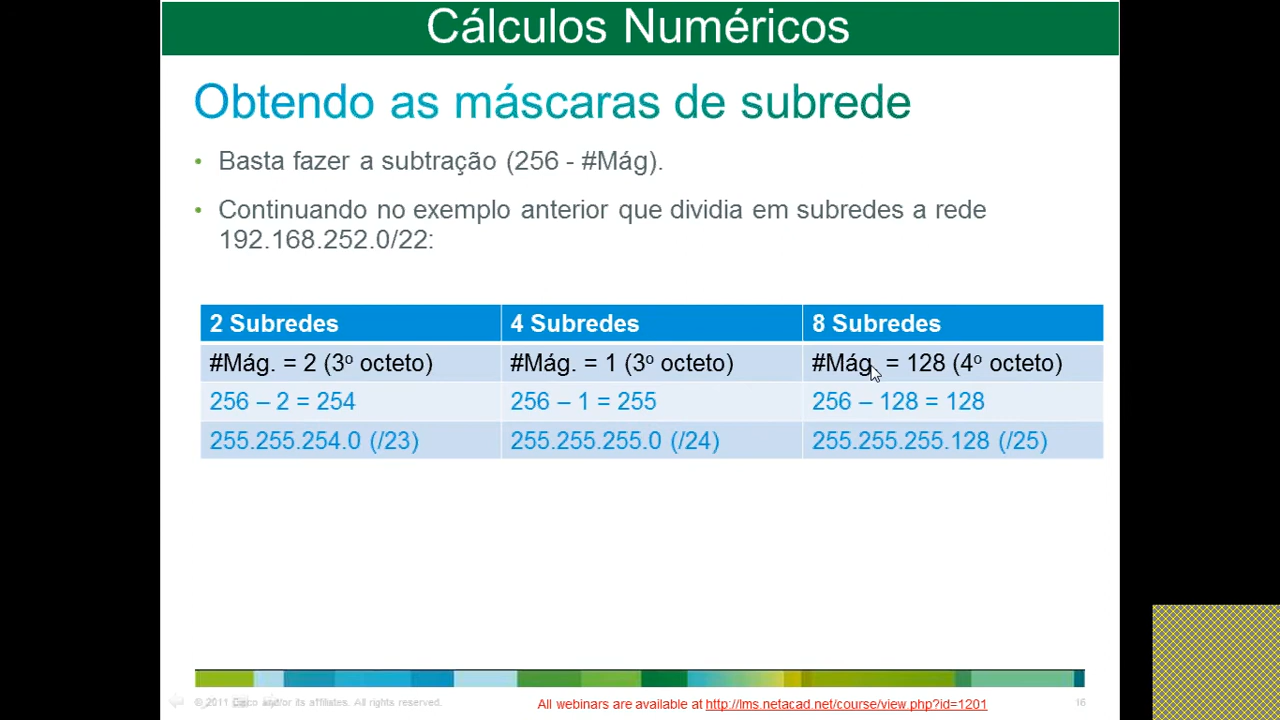 Cálculos Numéricos
Obtendo as máscaras de subrede
• Basta fazer a subtração (256 - #Mág).
• Continuando no exemplo anterior que dividia em subredes a rede
192.168.252.0/22:
2 Subredes 4 Subredes 8 Subredes
#Mág. = 2 (3º octeto) #Mág. = 1 (3º octeto) #Mág. = 128 (4º octeto)
256 – 2 = 254 256 – 1 = 255 256 – 128 = 128
255.255.254.0 (/23) 255.255.255.0 (/24) 255.255.255.128 (/25)
© 2011 Cisco and/or its affiliates. All rights reserved. All webinars are available at http://lms.netacad.net/course/view.php?id=1201 16